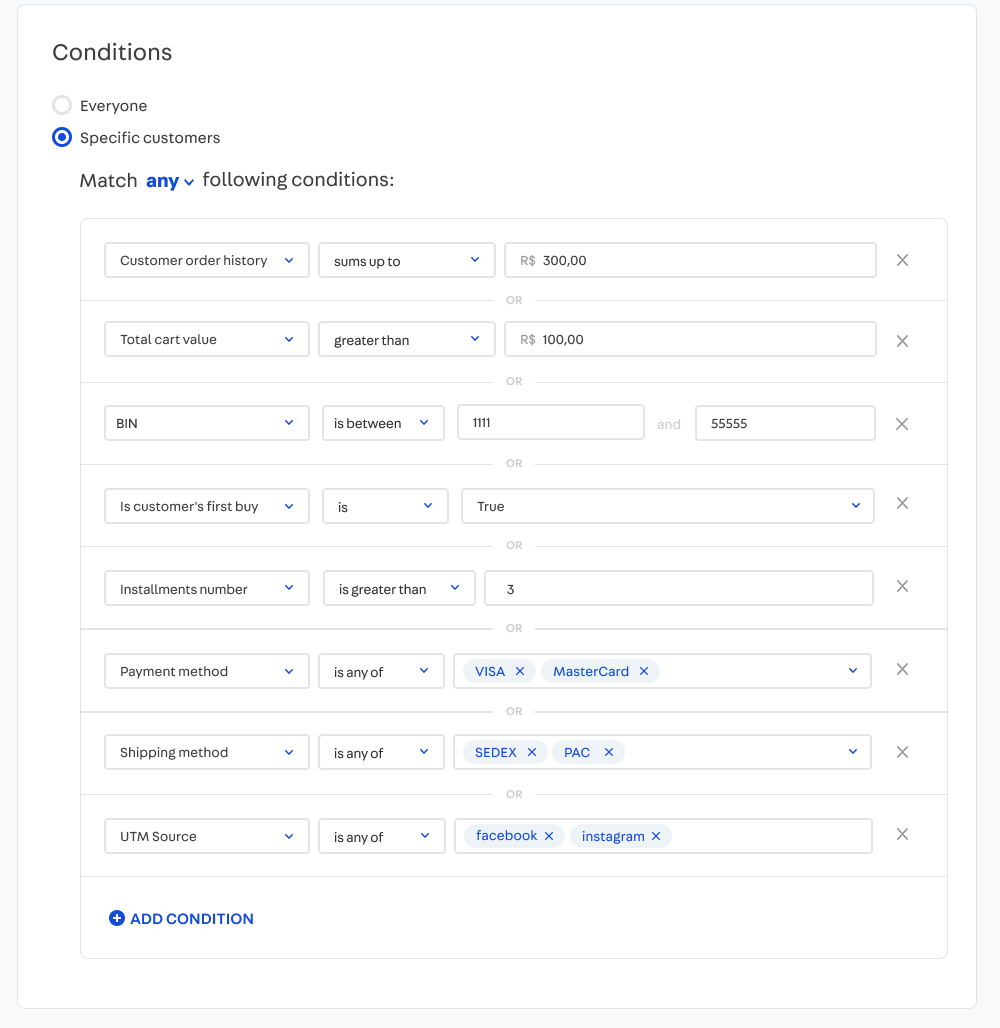 Conditions
Everyone
Specific customers
Match any following conditions:
Customer order history sums up to R$ 300,00
OR
Total cart value greater than R$ 100,00
OR
BIN is between 1111 and 55555
OR
Is customer's first buy is True
OR
Installments number is greater than 3
OR
Payment method is any of VISA MasterCard
OR
Shipping method is any of SEDEX PAC
OR
UTM Source is any of facebook instagram
ADD CONDITION